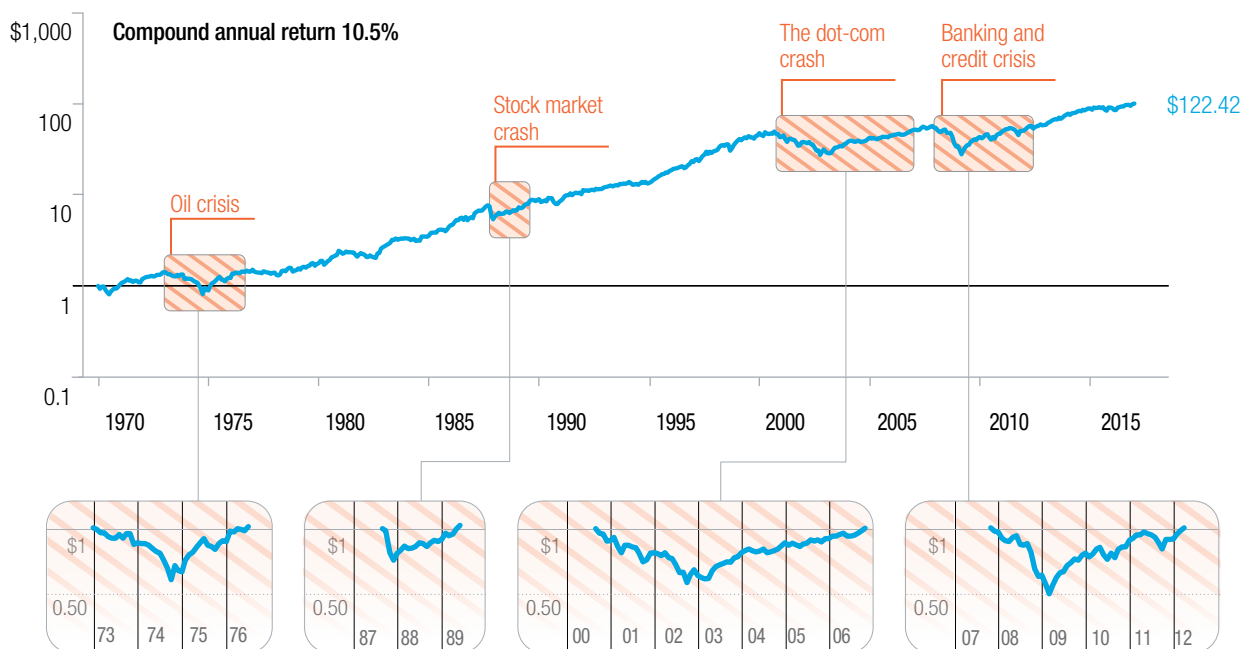 $1,000
Compound annual return 10.5%
The dot-com
crash
Banking and
credit crisis
Stock market
crash
100
$122.42
Oil crisis
10
1
0.1
1970 1975 1980 1985 1990 1995 2000 2005 2010 2015
$1
0.50
73 74 75 76
$1
0.50
87 88 89
$1
0.50
00 01 02 03 04 05 06
$1
0.50
07 08 09 10 11 12